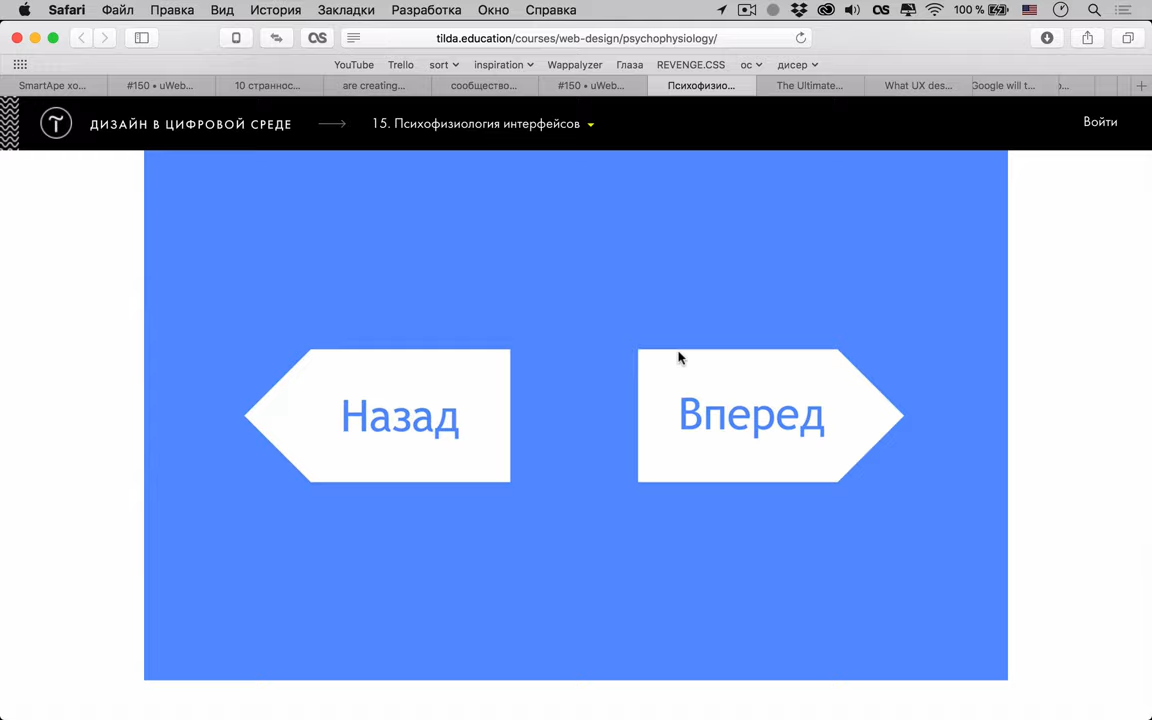 Safari Файл Правка Вид История Закладки Разработка Окно Справка 100 %
tilda.education/courses/web-design/psychophysiology/
YouTube Trello sort inspiration Wappalyzer Глаза REVENGE.CSS ос дисер
SmartApe хо... #150 • uWeb... 10 страннос... are creating... сообщество... #150 • uWeb... Психофизио... The Ultimate... What UX des... Google will t...
ДИЗАЙН В ЦИФРОВОЙ СРЕДЕ 15. Психофизиология интерфейсов Войти
Назад Вперед